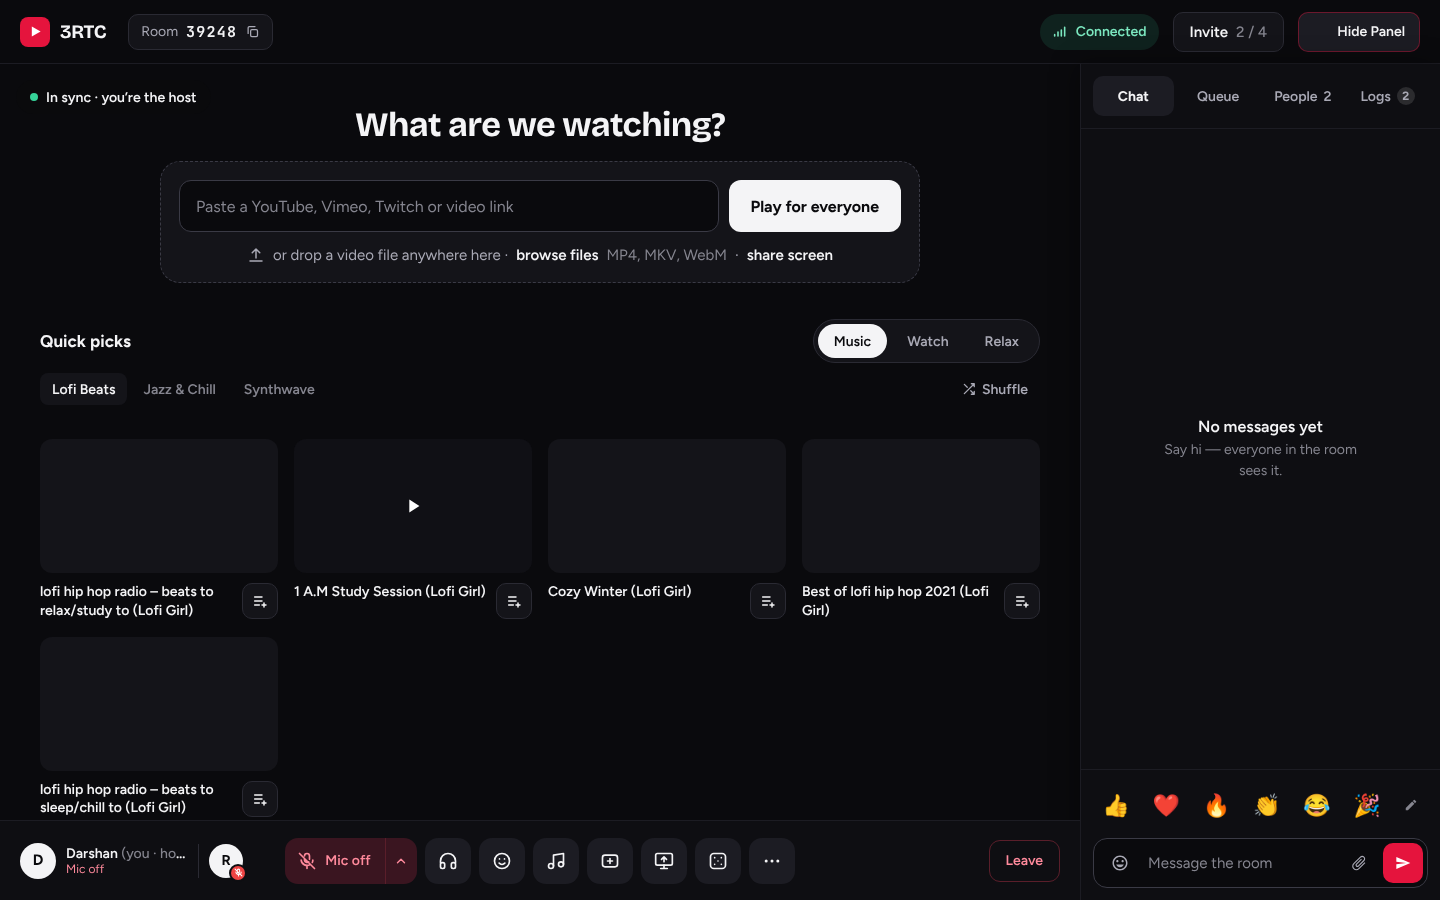 3RTC
Room 39248
Connected
Invite 2 / 4
Hide Panel
In sync · you're the host
What are we watching?
Paste a YouTube, Vimeo, Twitch or video link
Play for everyone
or drop a video file anywhere here · browse files MP4, MKV, WebM · share screen
Quick picks
Music
Watch
Relax
Lofi Beats
Jazz & Chill
Synthwave
Shuffle
lofi hip hop radio – beats to
relax/study to (Lofi Girl)
1 A.M Study Session (Lofi Girl)
Cozy Winter (Lofi Girl)
Best of lofi hip hop 2021 (Lofi
Girl)
lofi hip hop radio – beats to
sleep/chill to (Lofi Girl)
D
Darshan (you · ho...
Mic off
R
Mic off
Leave
Chat
Queue
People 2
Logs 2
No messages yet
Say hi — everyone in the room
sees it.
Message the room